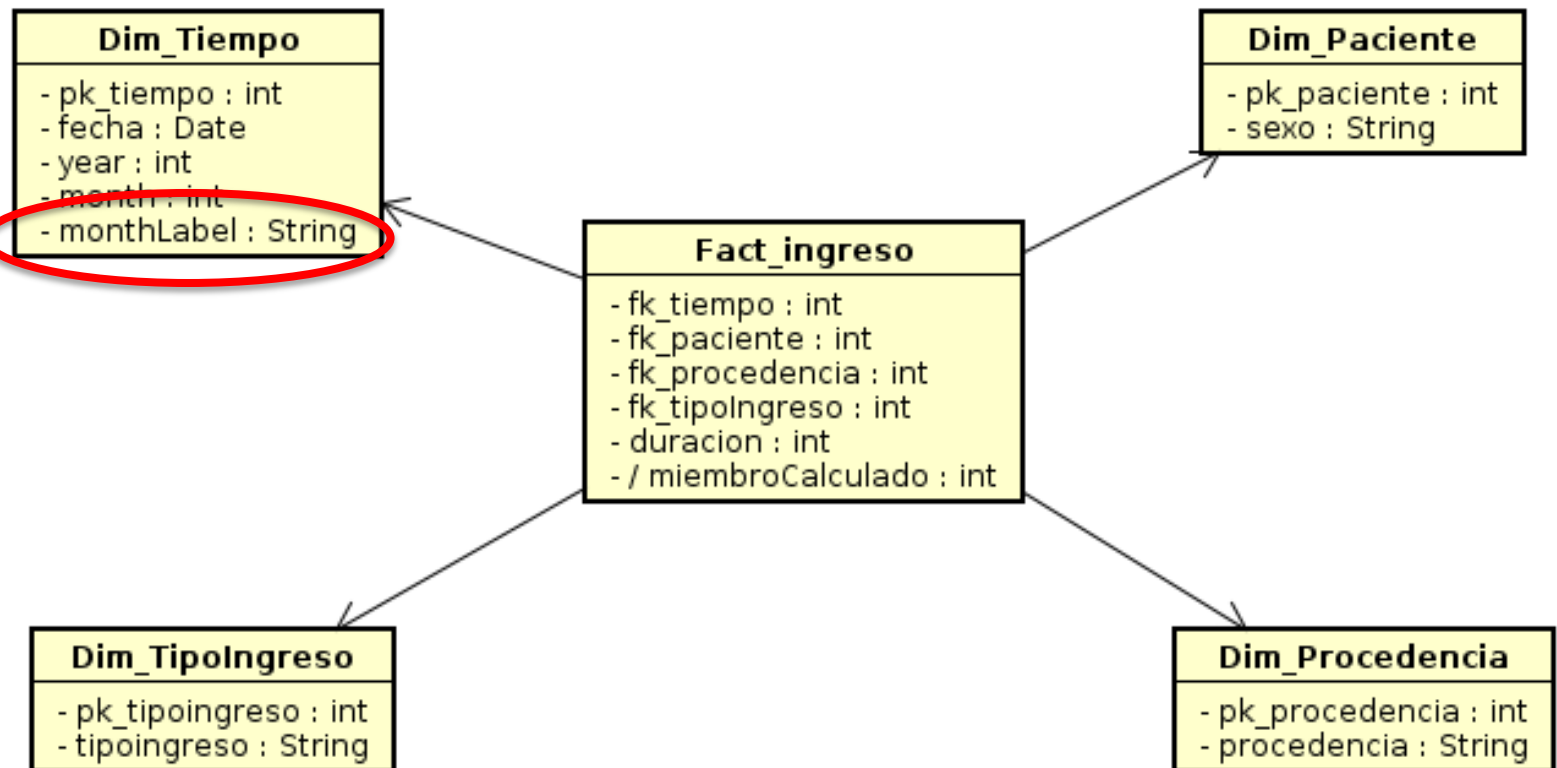 Dim_Tiempo
- pk_tiempo : int
- fecha : Date
- year : int
- month : int
- monthLabel : String
Dim_Paciente
- pk_paciente : int
- sexo : String
Fact_ingreso
- fk_tiempo : int
- fk_paciente : int
- fk_procedencia : int
- fk_tipoIngreso : int
- duracion : int
- / miembroCalculado : int
Dim_TipoIngreso
- pk_tipoingreso : int
- tipoingreso : String
Dim_Procedencia
- pk_procedencia : int
- procedencia : String